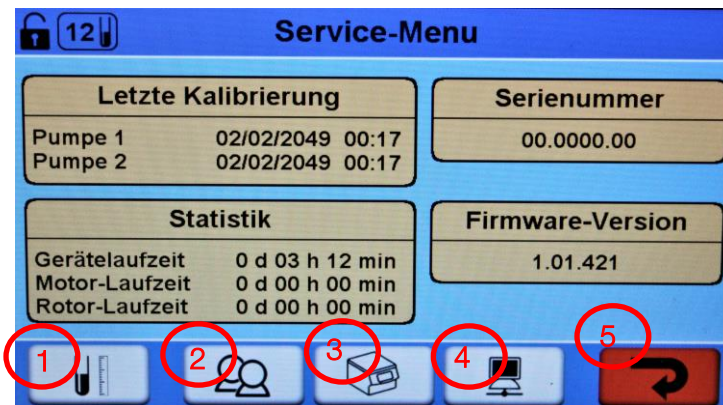 12
Service-Menu
Letzte Kalibrierung
Pumpe 1 02/02/2049 00:17
Pumpe 2 02/02/2049 00:17
Serienummer
00.0000.00
Statistik
Gerätelaufzeit 0 d 03 h 12 min
Motor-Laufzeit 0 d 00 h 00 min
Rotor-Laufzeit 0 d 00 h 00 min
Firmware-Version
1.01.421
1
2
3
4
5